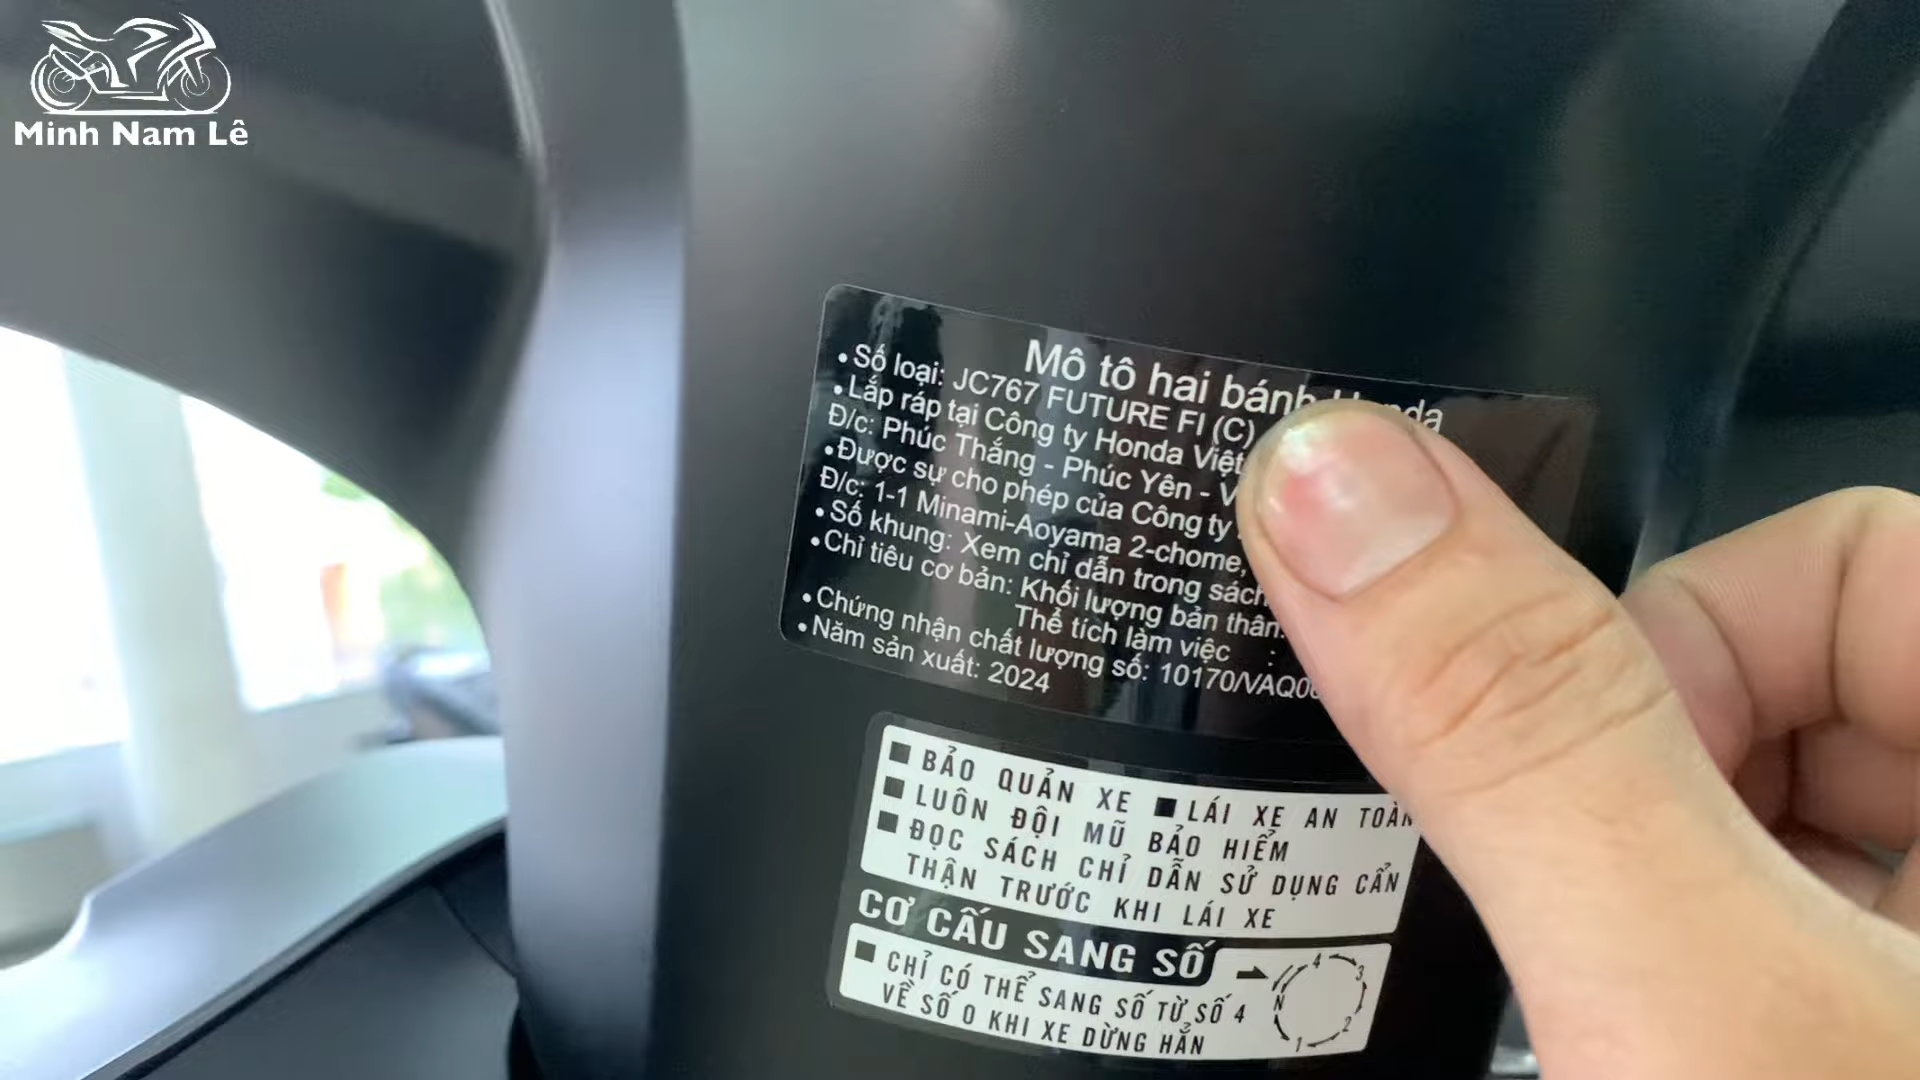 Minh Nam Lê
Mô tô hai bánh Honda
•Số loại: JC767 FUTURE FI (C)
•Lắp ráp tại Công ty Honda Việt
Đ/c: Phúc Thắng - Phúc Yên - V
•Được sự cho phép của Công ty
Đ/c: 1-1 Minami-Aoyama 2-chome,
•Số khung: Xem chỉ dẫn trong sách
•Chỉ tiêu cơ bản: Khối lượng bản thân:
Thể tích làm việc :
•Chứng nhận chất lượng số: 10170/VAQ06
•Năm sản xuất: 2024
■ BẢO QUẢN XE ■ LÁI XE AN TOÀN
■ LUÔN ĐỘI MŨ BẢO HIỂM
■ ĐỌC SÁCH CHỈ DẪN SỬ DỤNG CẨN
THẬN TRƯỚC KHI LÁI XE
CƠ CẤU SANG SỐ
■ CHỈ CÓ THỂ SANG SỐ TỪ SỐ 4
VỀ SỐ 0 KHI XE DỪNG HẲN
N 4 3 2 1